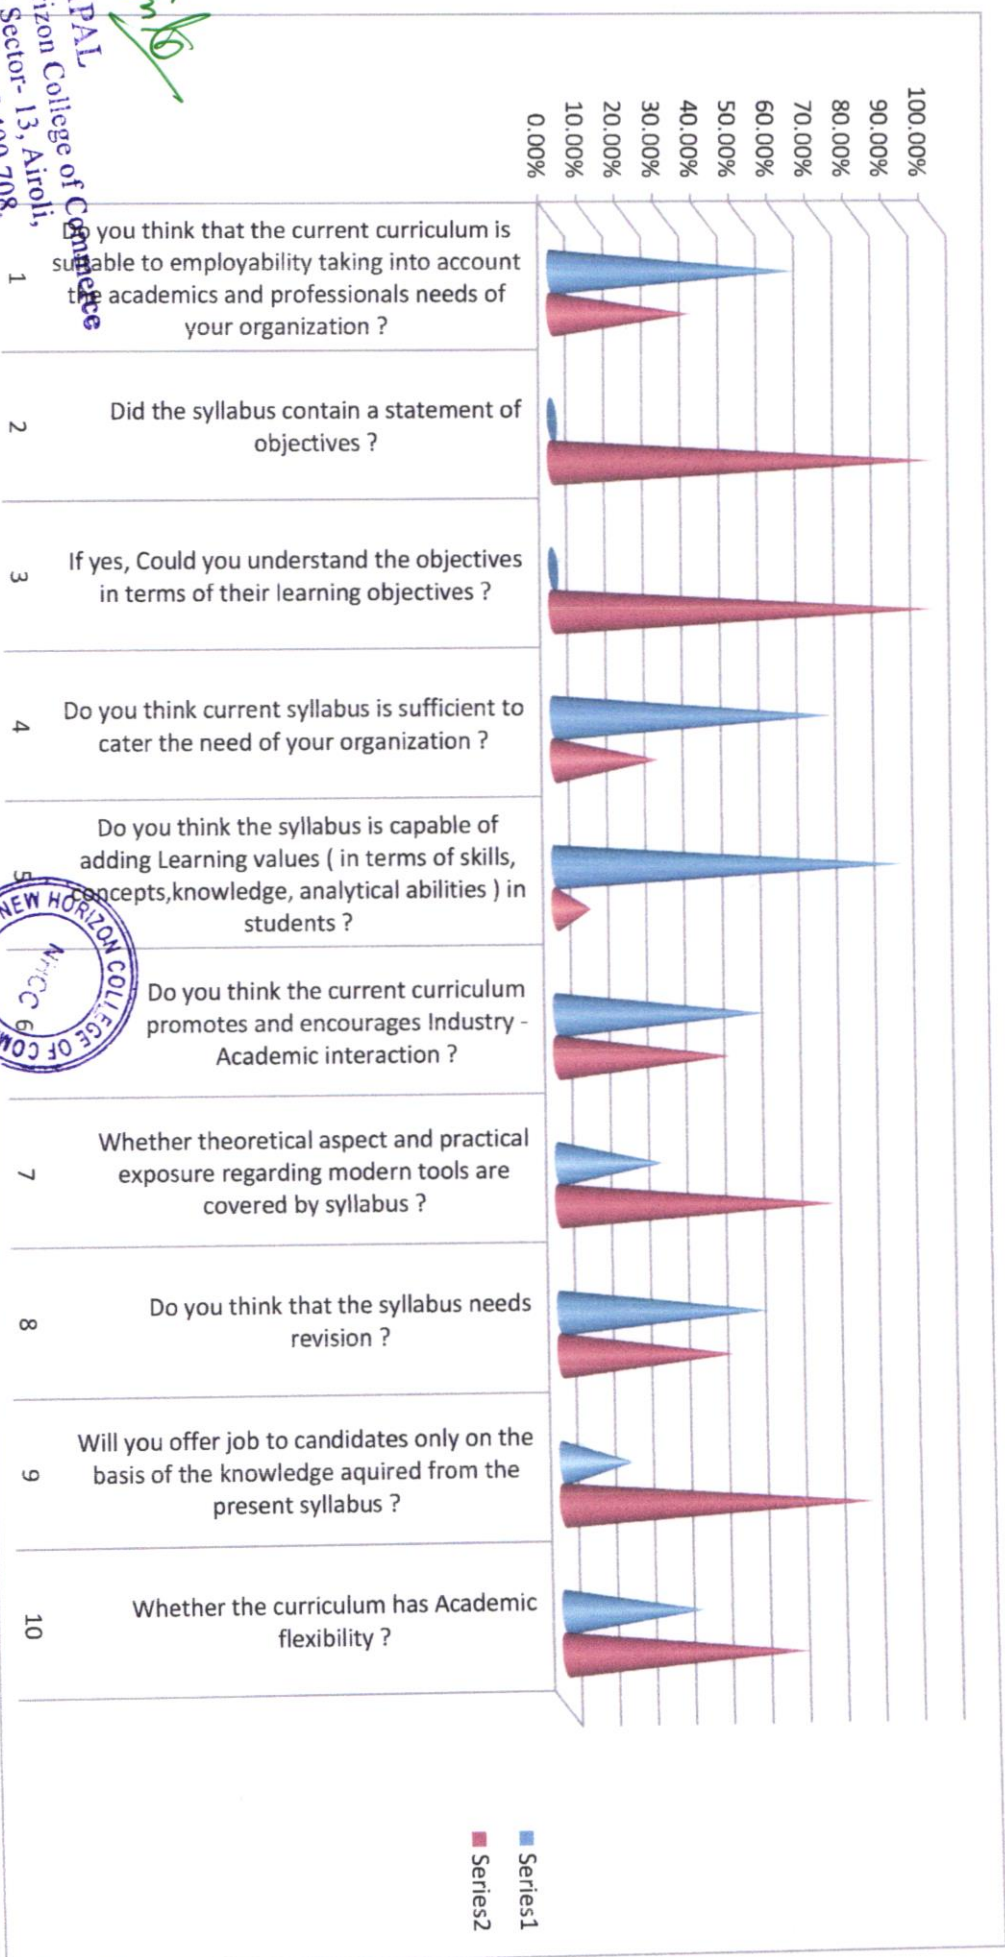 100.00%
90.00%
80.00%
70.00%
60.00%
50.00%
40.00%
30.00%
20.00%
10.00%
0.00%
Do you think that the current curriculum is
suitable to employability taking into account
the academics and professionals needs of
your organization ?
1
Did the syllabus contain a statement of
objectives ?
2
If yes, Could you understand the objectives
in terms of their learning objectives ?
3
Do you think current syllabus is sufficient to
cater the need of your organization ?
4
Do you think the syllabus is capable of
adding Learning values ( in terms of skills,
concepts,knowledge, analytical abilities ) in
students ?
5
Do you think the current curriculum
promotes and encourages Industry -
Academic interaction ?
6
Whether theoretical aspect and practical
exposure regarding modern tools are
covered by syllabus ?
7
Do you think that the syllabus needs
revision ?
8
Will you offer job to candidates only on the
basis of the knowledge aquired from the
present syllabus ?
9
Whether the curriculum has Academic
flexibility ?
10
Series1
Series2
PAL
izon College of Commerce
Sector- 13, Airoli,
708.
NEW HORIZON COLLEGE OF COM
NHCC